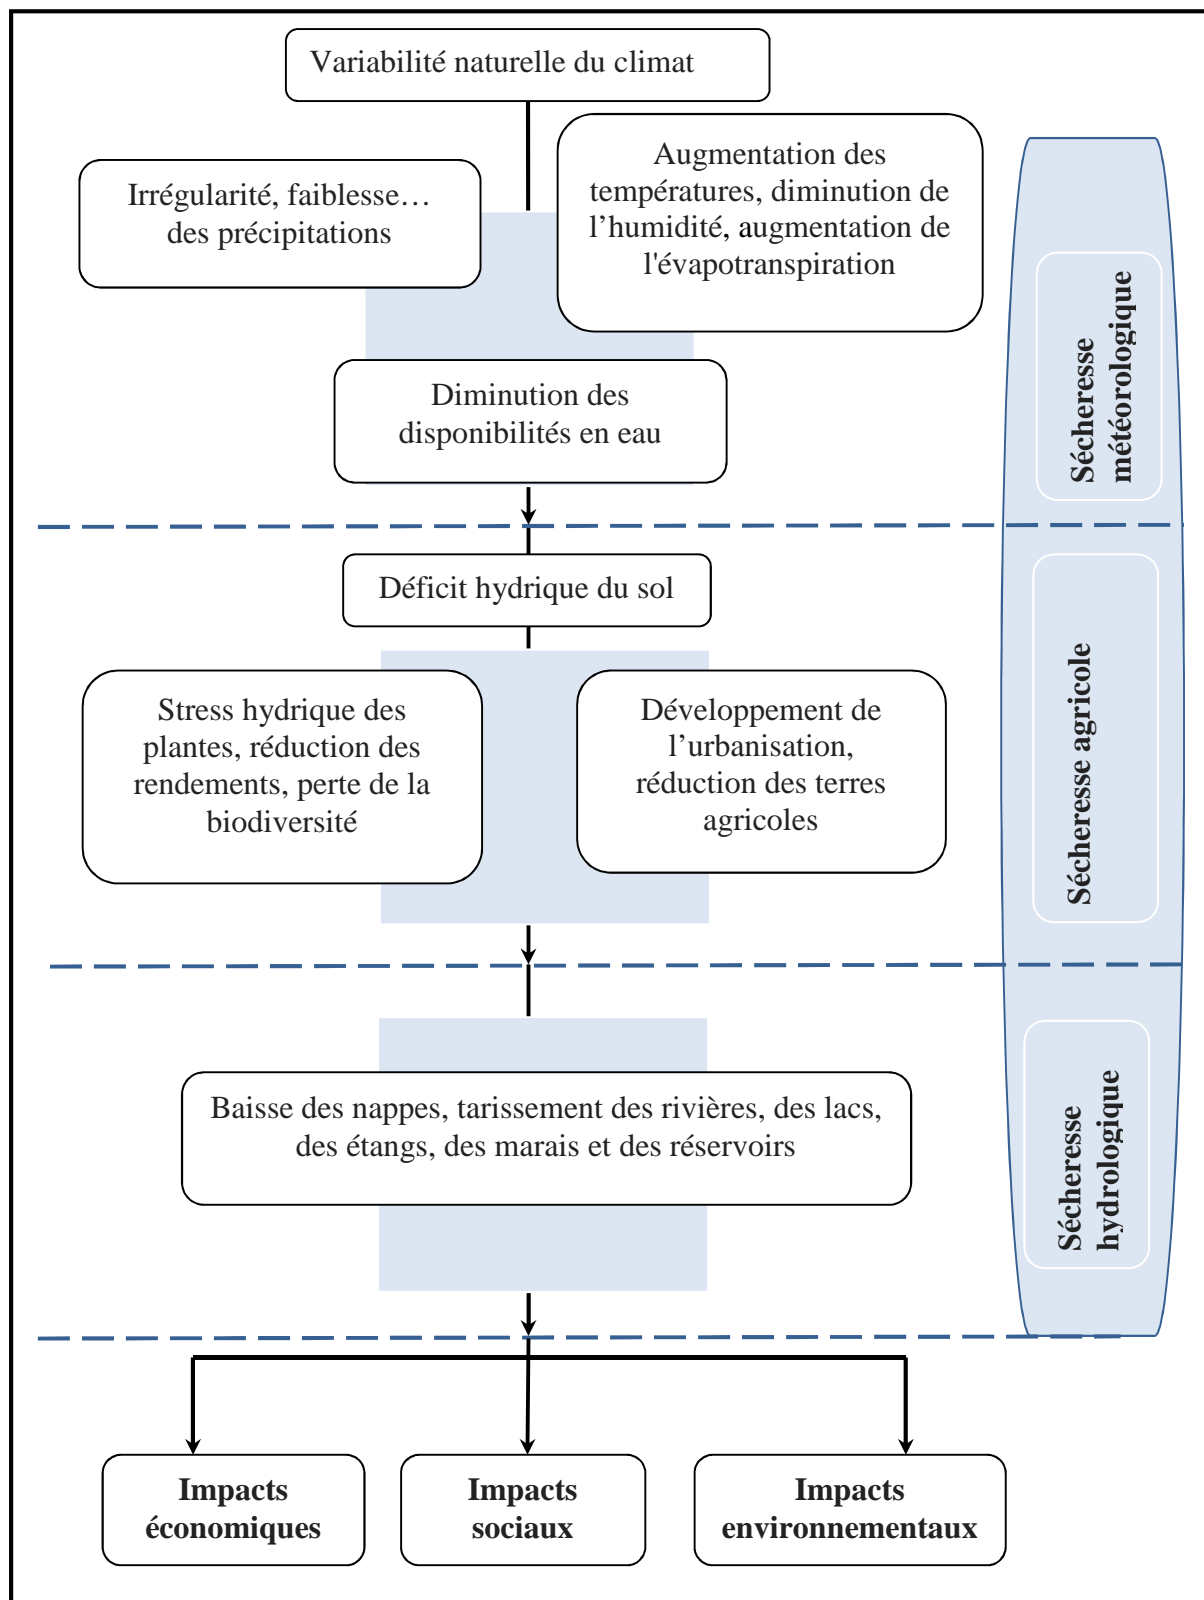 Variabilité naturelle du climat
Irrégularité, faiblesse…
des précipitations
Augmentation des
températures, diminution de
l’humidité, augmentation de
l'évapotranspiration
Diminution des
disponibilités en eau
Sécheresse
météorologique
Déficit hydrique du sol
Stress hydrique des
plantes, réduction des
rendements, perte de la
biodiversité
Développement de
l’urbanisation,
réduction des terres
agricoles
Sécheresse agricole
Baisse des nappes, tarissement des rivières, des lacs,
des étangs, des marais et des réservoirs
Sécheresse
hydrologique
Impacts
économiques
Impacts
sociaux
Impacts
environnementaux